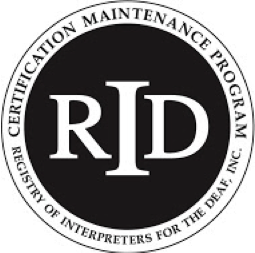 CERTIFICATION MAINTENANCE PROGRAM
RID
REGISTRY OF INTERPRETERS FOR THE DEAF, INC.